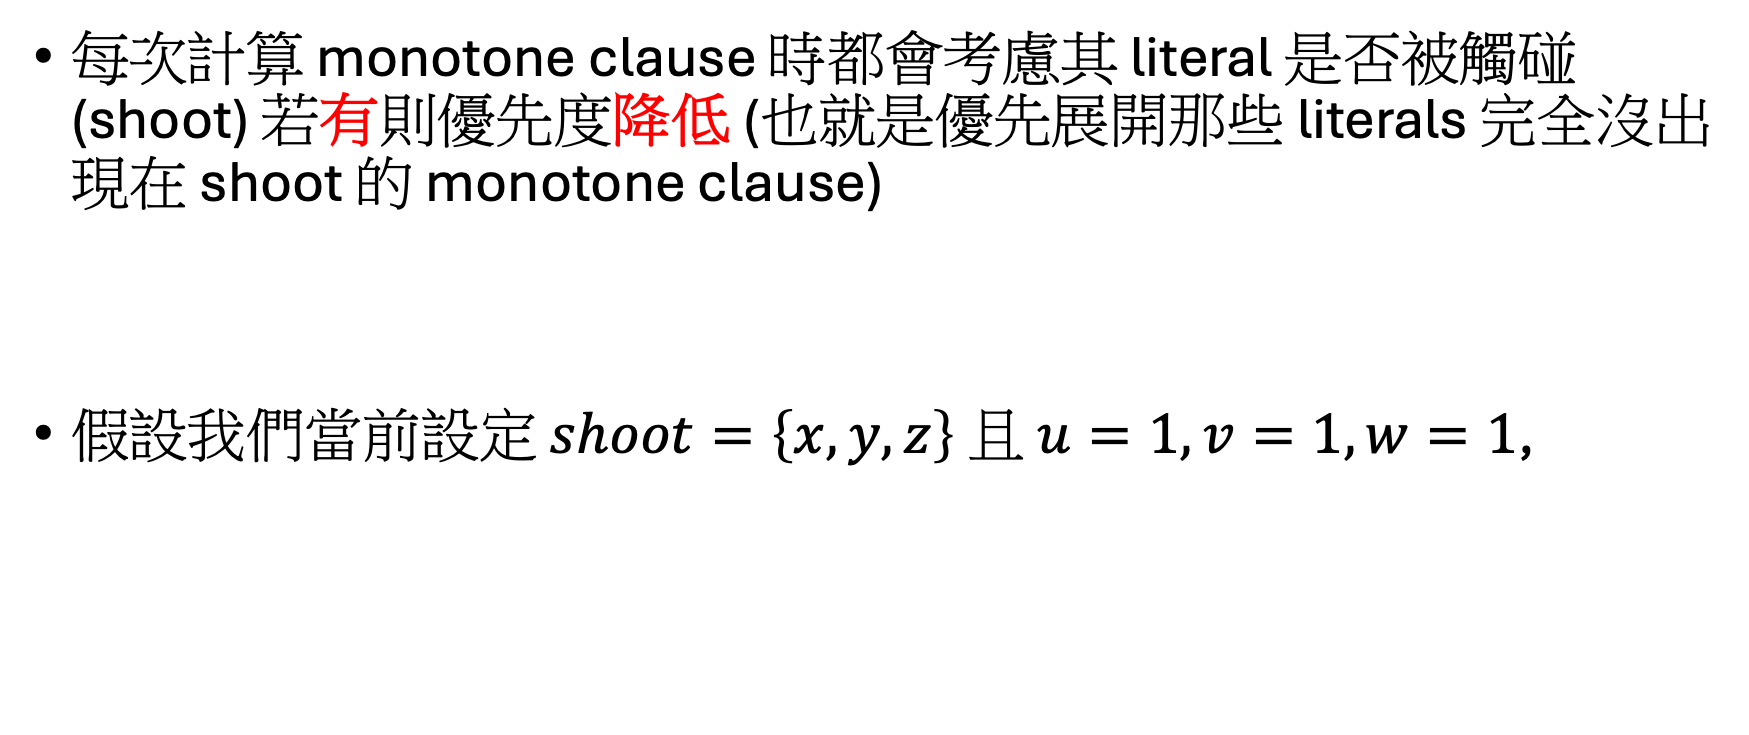 • 每次計算 monotone clause 時都會考慮其 literal 是否被觸碰
(shoot) 若有則優先度降低 (也就是優先展開那些 literals 完全沒出
現在 shoot 的 monotone clause)
• 假設我們當前設定 shoot = {x, y, z} 且 u = 1, v = 1, w = 1,